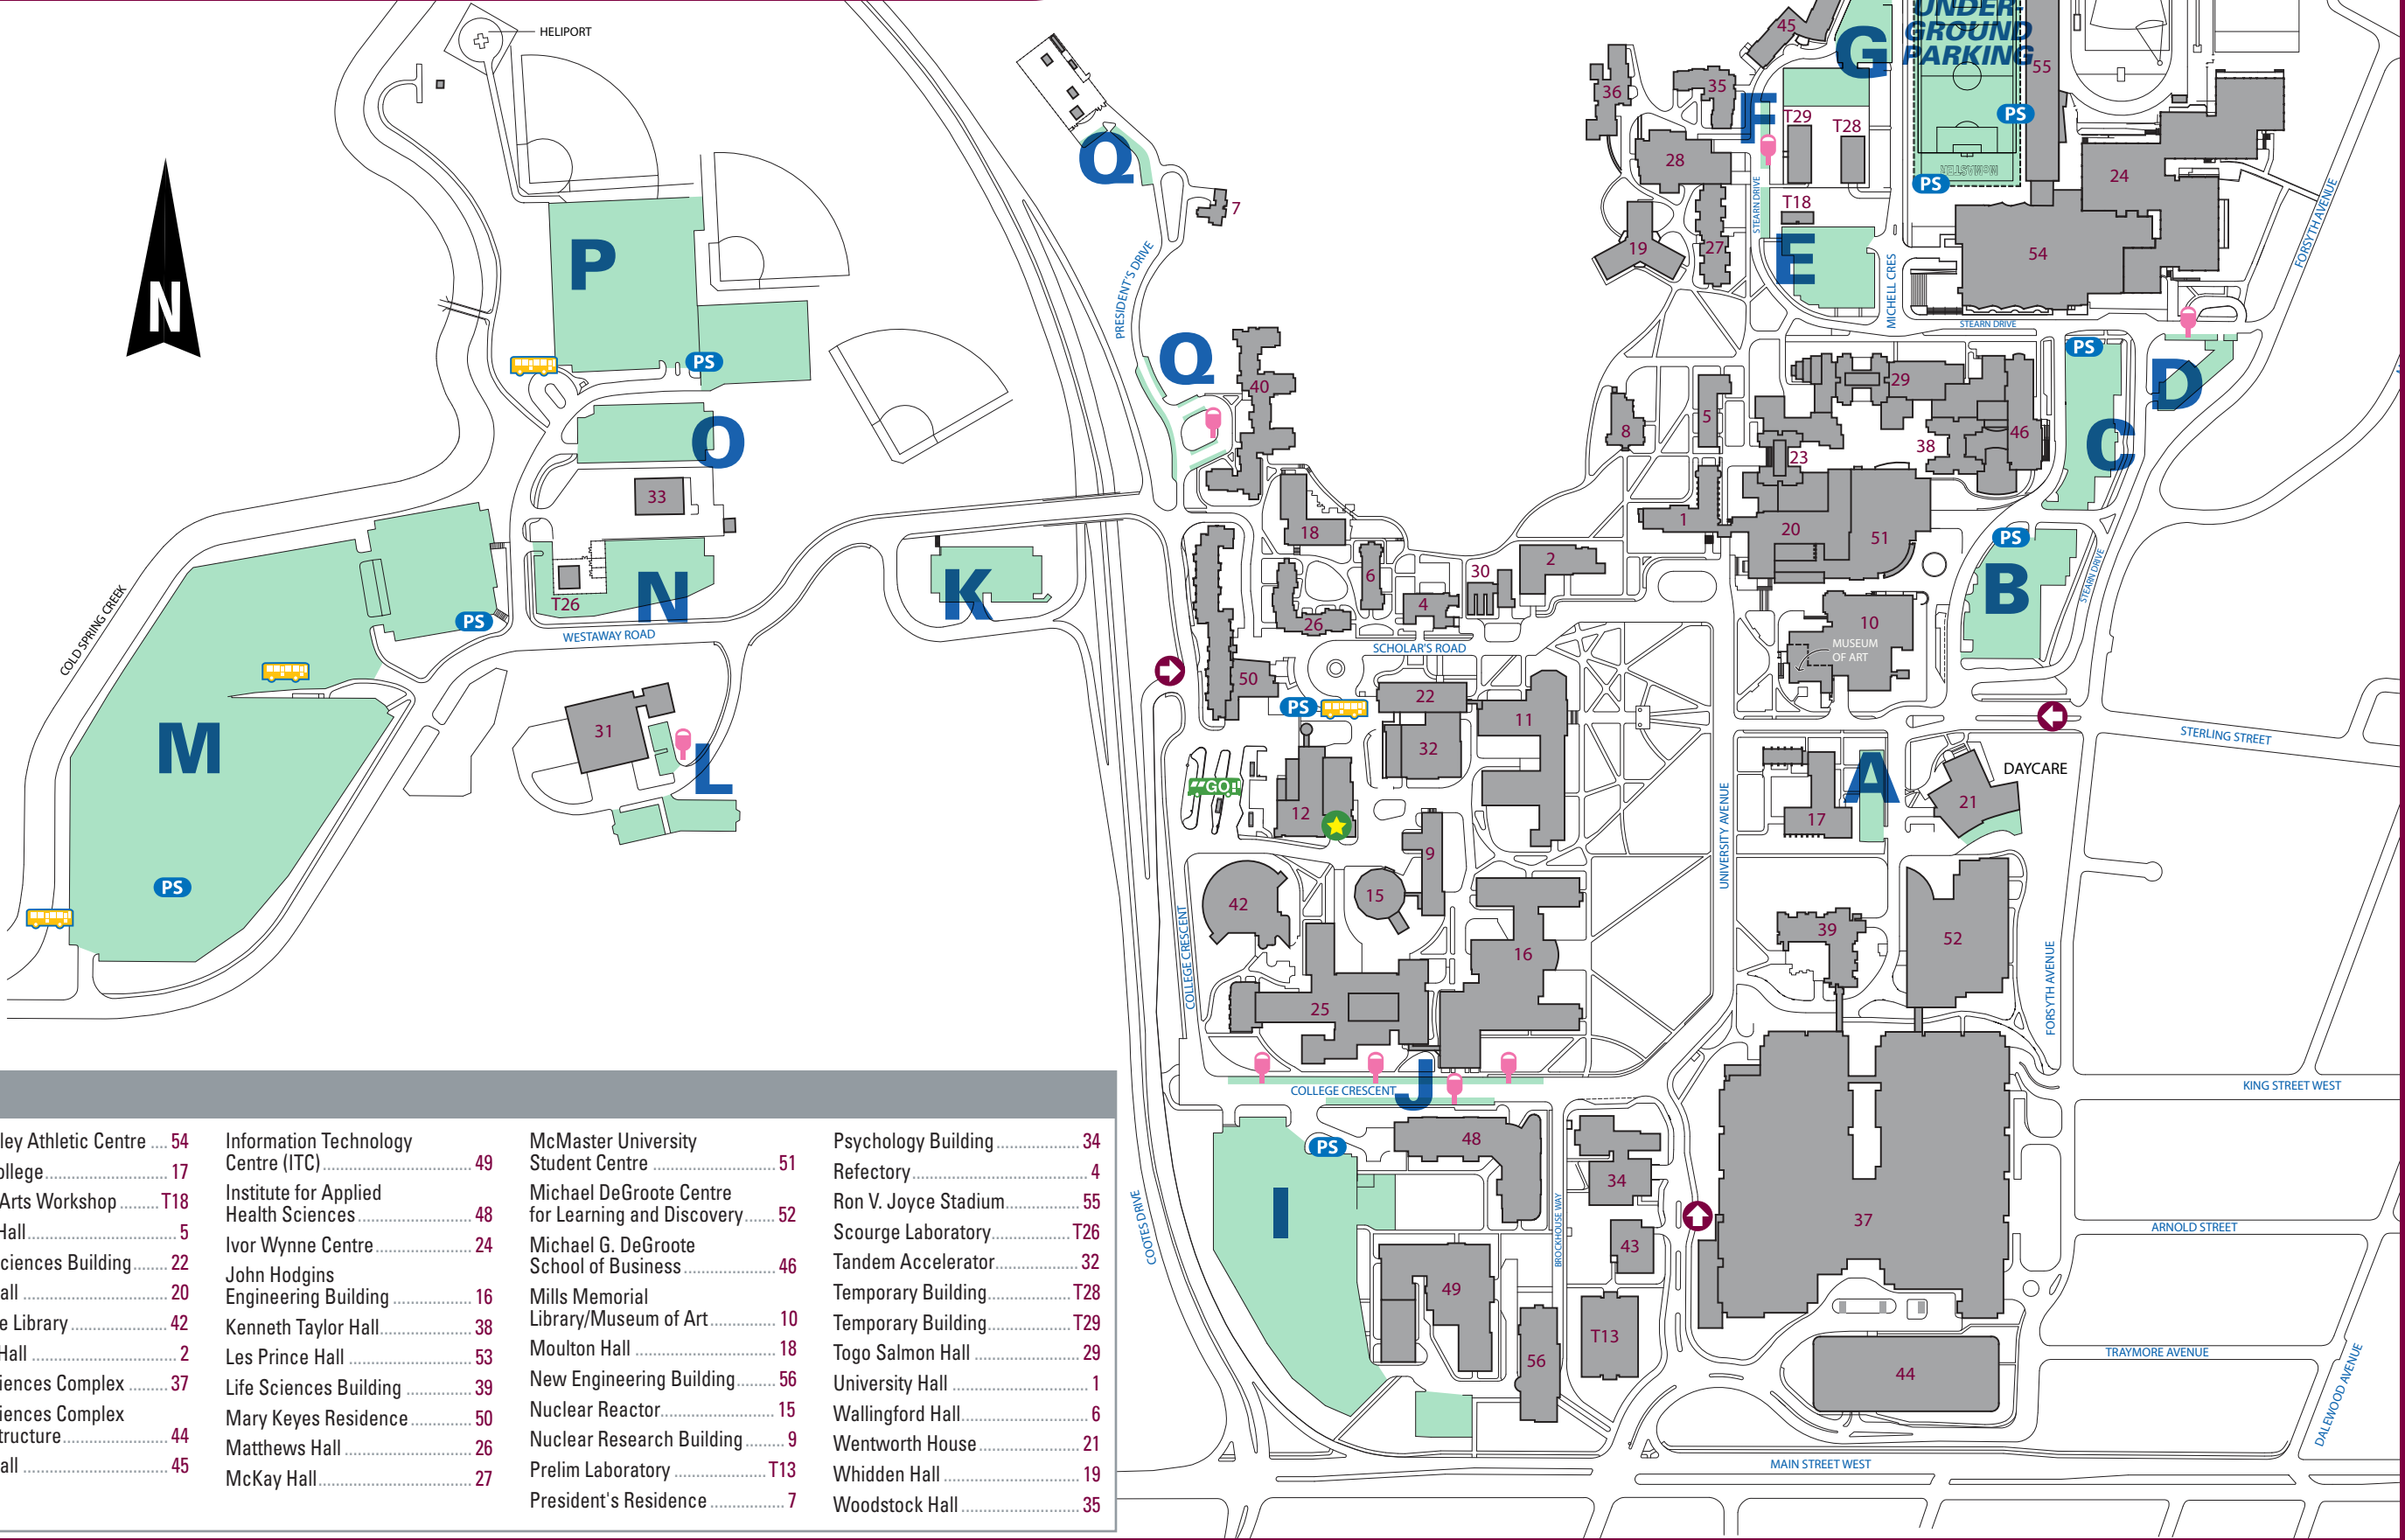 HELIPORT
UNDER-
GROUND
PARKING
45
G
55
36
35
F
T29
T28
PS
28
McMASTER
24
PS
Q
7
T18
STEARN DRIVE
FORSYTH AVENUE
N
P
PRESIDENT'S DRIVE
19
27
E
54
MICHELL CRES
STEARN DRIVE
PS
Q
PS
D
40
29
O
8
5
C
38
46
23
33
1
20
51
18
2
PS
6
30
K
N
T26
4
B
STEARN DRIVE
COLD SPRING CREEK
PS
WESTAWAY ROAD
26
SCHOLAR'S ROAD
10
MUSEUM
OF ART
50
22
PS
11
31
32
M
L
STERLING STREET
DAYCARE
A
GO
12
21
17
UNIVERSITY AVENUE
9
PS
15
42
39
52
COLLEGE CRESCENT
16
FORSYTH AVENUE
25
J
COLLEGE CRESCENT
KING STREET WEST
48
PS
34
COOTES DRIVE
I
BROCKHOUSE WAY
37
ARNOLD STREET
43
49
T13
56
TRAYMORE AVENUE
44
DALEWOOD AVENUE
MAIN STREET WEST
ley Athletic Centre .... 54
ollege 17
Arts Workshop T18
Hall 5
ciences Building 22
all 20
e Library 42
Hall 2
iences Complex 37
iences Complex
tructure 44
all 45
Information Technology
Centre (ITC) 49
Institute for Applied
Health Sciences 48
Ivor Wynne Centre 24
John Hodgins
Engineering Building 16
Kenneth Taylor Hall 38
Les Prince Hall 53
Life Sciences Building 39
Mary Keyes Residence 50
Matthews Hall 26
McKay Hall 27
McMaster University
Student Centre 51
Michael DeGroote Centre
for Learning and Discovery 52
Michael G. DeGroote
School of Business 46
Mills Memorial
Library/Museum of Art 10
Moulton Hall 18
New Engineering Building 56
Nuclear Reactor 15
Nuclear Research Building 9
Prelim Laboratory T13
President's Residence 7
Psychology Building 34
Refectory 4
Ron V. Joyce Stadium 55
Scourge Laboratory T26
Tandem Accelerator 32
Temporary Building T28
Temporary Building T29
Togo Salmon Hall 29
University Hall 1
Wallingford Hall 6
Wentworth House 21
Whidden Hall 19
Woodstock Hall 35